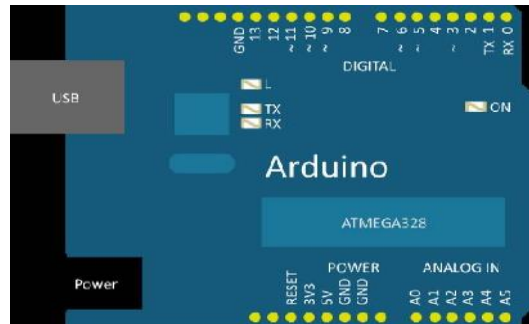 GND 13 12 ~11 ~10 ~9 8 7 ~6 ~5 4 ~3 2 TX 1 RX 0
DIGITAL
L
USB
TX
ON
RX
Arduino
ATMEGA328
POWER ANALOG IN
Power
RESET 3V3 5V GND GND A0 A1 A2 A3 A4 A5